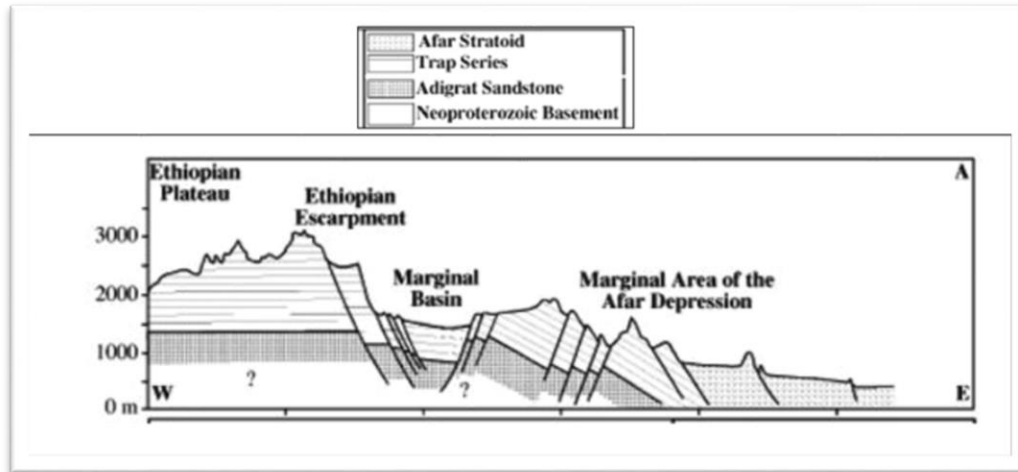 Afar Stratoid
Trap Series
Adigrat Sandstone
Neoproterozoic Basement
Ethiopian
Plateau
A
Ethiopian
Escarpment
3000
Marginal
Basin
Marginal Area of the
Afar Depression
2000
1000
?
?
0 m
W
E